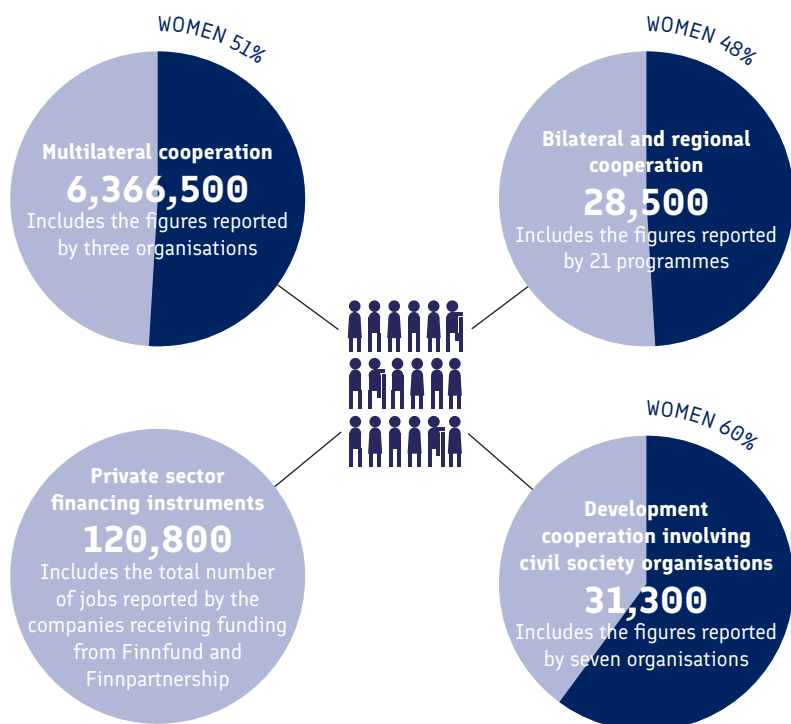 WOMEN 51%
Multilateral cooperation
6,366,500
Includes the figures reported
by three organisations
WOMEN 48%
Bilateral and regional
cooperation
28,500
Includes the figures reported
by 21 programmes
Private sector
financing instruments
120,800
Includes the total number
of jobs reported by the
companies receiving funding
from Finnfund and
Finnpartnership
WOMEN 60%
Development
cooperation involving
civil society organisations
31,300
Includes the figures reported
by seven organisations